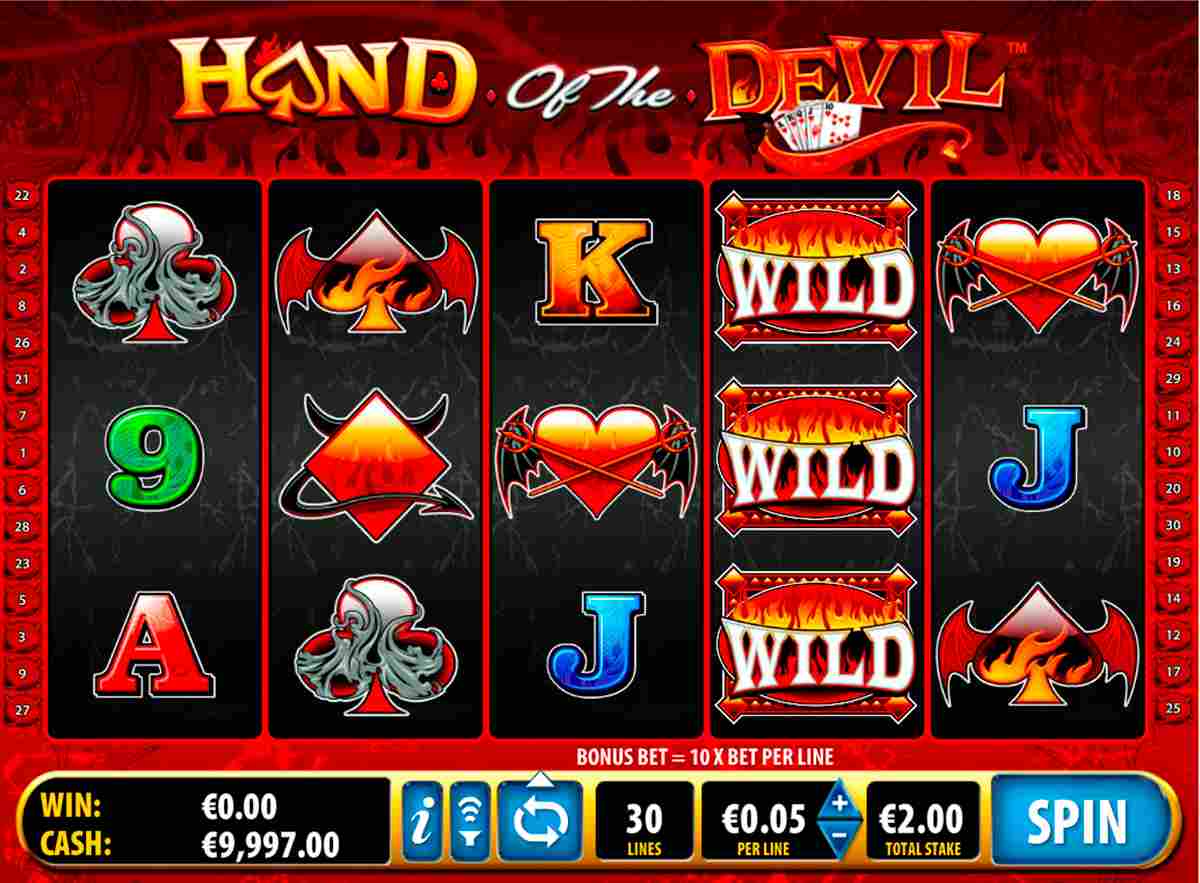 HAND OF The DEVIL™
22
18
4
15
2
13
8
16
26
24
K
WILD
21
29
7
11
1
10
6
20
28
30
9
WILD
J
23
19
5
14
3
12
9
17
27
25
A
J
WILD
BONUS BET = 10 X BET PER LINE
WIN: €0.00
CASH: €9,997.00
i
30
LINES
€0.05
PER LINE
+
−
€2.00
TOTAL STAKE
SPIN